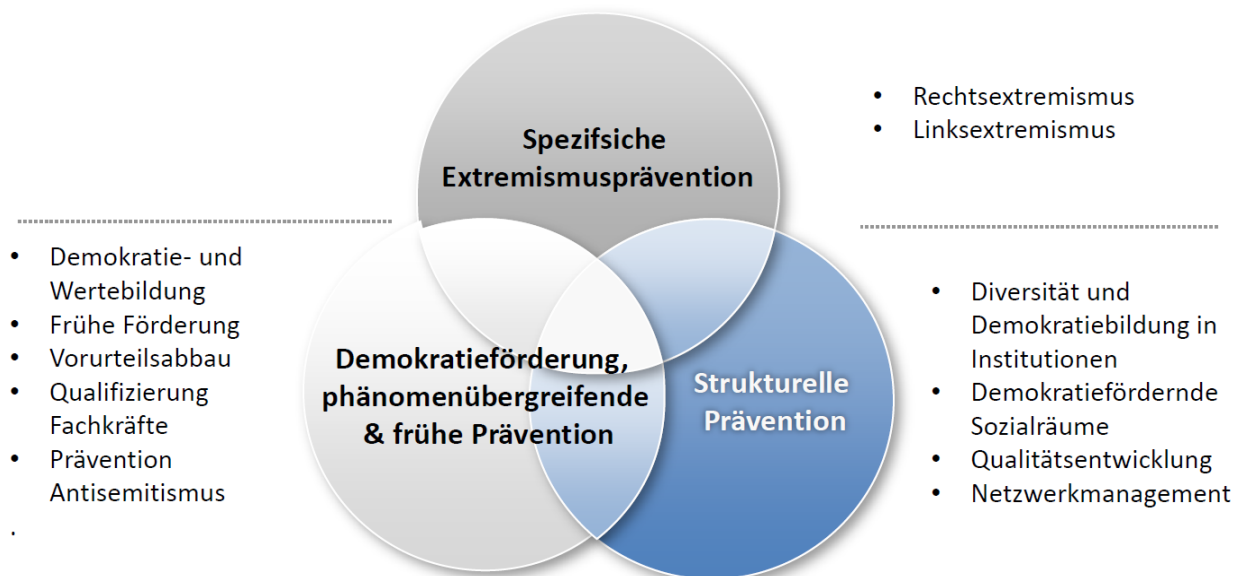 Spezifsiche
Extremismusprävention
• Rechtsextremismus
• Linksextremismus
• Demokratie- und
Wertebildung
• Frühe Förderung
• Vorurteilsabbau
• Qualifizierung
Fachkräfte
• Prävention
Antisemitismus
.
Demokratieförderung,
phänomenübergreifende
& frühe Prävention
Strukturelle
Prävention
• Diversität und
Demokratiebildung in
Institutionen
• Demokratiefördernde
Sozialräume
• Qualitätsentwicklung
• Netzwerkmanagement